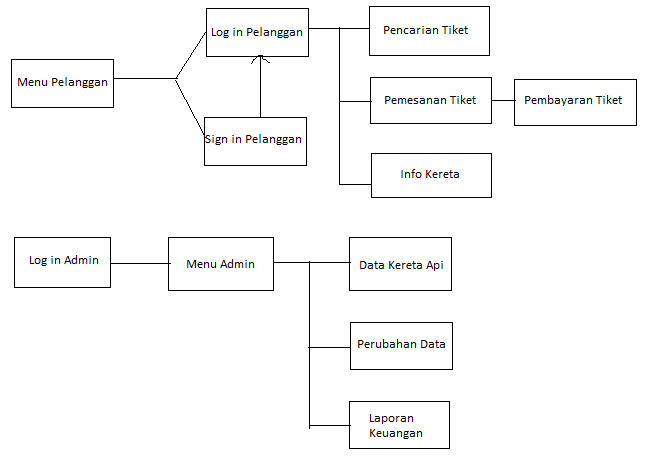 Log in Pelanggan
Pencarian Tiket
Menu Pelanggan
Pemesanan Tiket
Pembayaran Tiket
Sign in Pelanggan
Info Kereta
Log in Admin
Menu Admin
Data Kereta Api
Perubahan Data
Laporan
Keuangan